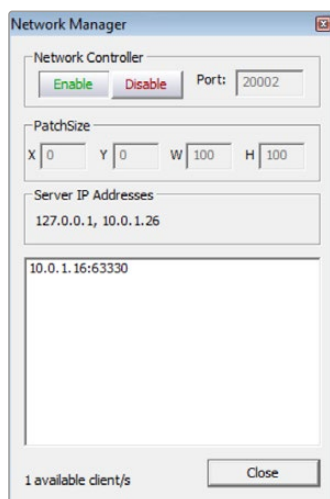 Network Manager
Network Controller
Enable Disable Port: 20002
PatchSize
X 0 Y 0 W 100 H 100
Server IP Addresses
127.0.0.1, 10.0.1.26
10.0.1.16:63330
1 available client/s Close